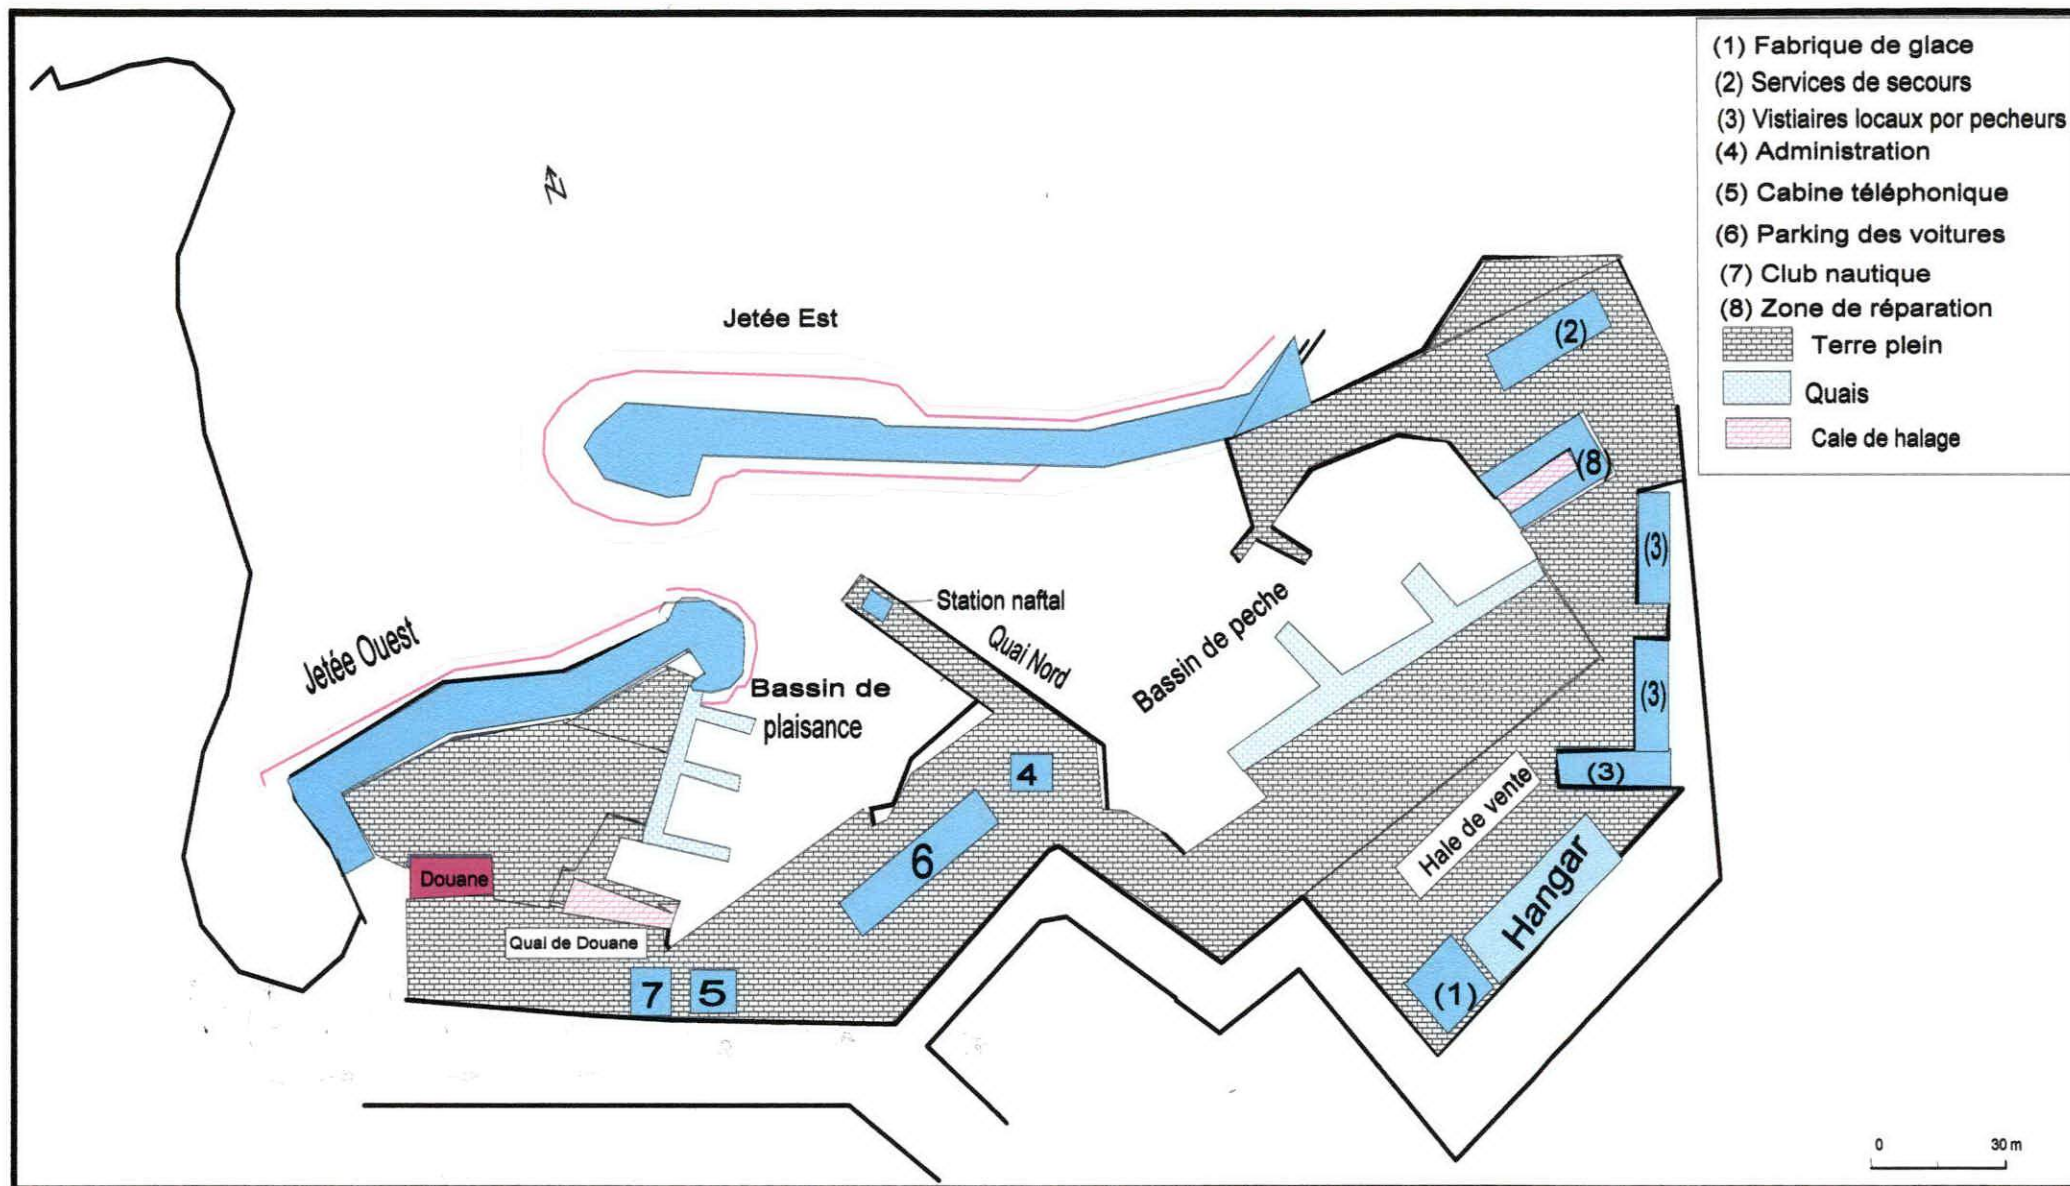 (1) Fabrique de glace
(2) Services de secours
(3) Vistiaires locaux por pecheurs
(4) Administration
(5) Cabine téléphonique
(6) Parking des voitures
(7) Club nautique
(8) Zone de réparation
Terre plein
Quais
Cale de halage
N
Jetée Est
(2)
(8)
(3)
(3)
(3)
Station naftal
Quai Nord
Bassin de peche
Jetée Ouest
Bassin de
plaisance
4
6
Hale de vente
Hangar
(1)
Douane
Quai de Douane
7
5
0 30 m